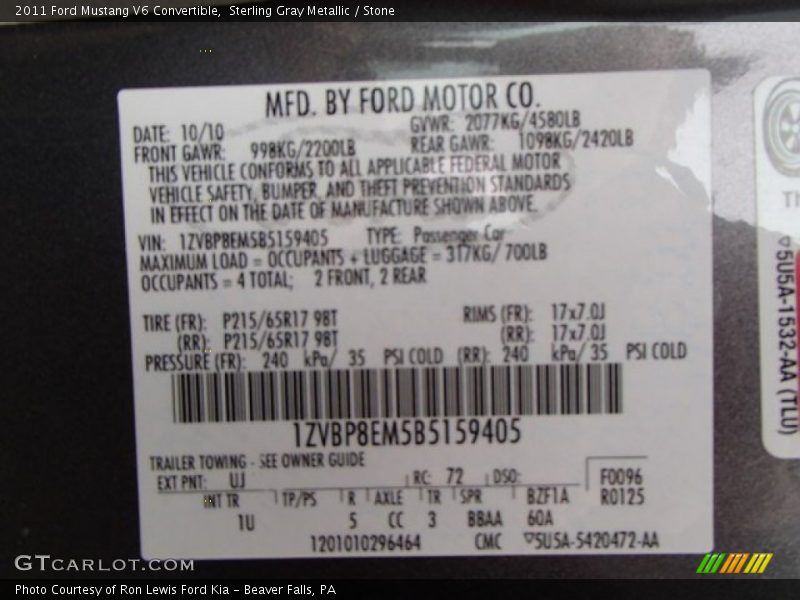 2011 Ford Mustang V6 Convertible,  Sterling Gray Metallic / Stone
MFD. BY FORD MOTOR CO.
DATE: 10/10
GVWR: 2077KG/4580LB
FRONT GAWR: 998KG/2200LB
REAR GAWR: 1098KG/2420LB
THIS VEHICLE CONFORMS TO ALL APPLICABLE FEDERAL MOTOR
VEHICLE SAFETY, BUMPER, AND THEFT PREVENTION STANDARDS
IN EFFECT ON THE DATE OF MANUFACTURE SHOWN ABOVE.
VIN: 1ZVBP8EM5B5159405 TYPE: Passenger Car
MAXIMUM LOAD = OCCUPANTS + LUGGAGE = 317KG/ 700LB
OCCUPANTS = 4 TOTAL; 2 FRONT, 2 REAR
TIRE (FR): P215/65R17 98T RIMS (FR): 17x7.0J
(RR): P215/65R17 98T (RR): 17x7.0J
PRESSURE (FR): 240 kPa/ 35 PSI COLD (RR): 240 kPa/ 35 PSI COLD
1ZVBP8EM5B5159405
TRAILER TOWING - SEE OWNER GUIDE
EXT PNT: UJ RC: 72 DSO: F0096
INT TR TP/PS R AXLE TR SPR BZF1A R0125
1U 5 CC 3 BBAA 60A
1201010296464 CMC ▽5U5A-5420472-AA
▽5U5A-1532-AA (TLU)
GTCARLOT.COM
Photo Courtesy of Ron Lewis Ford Kia - Beaver Falls, PA